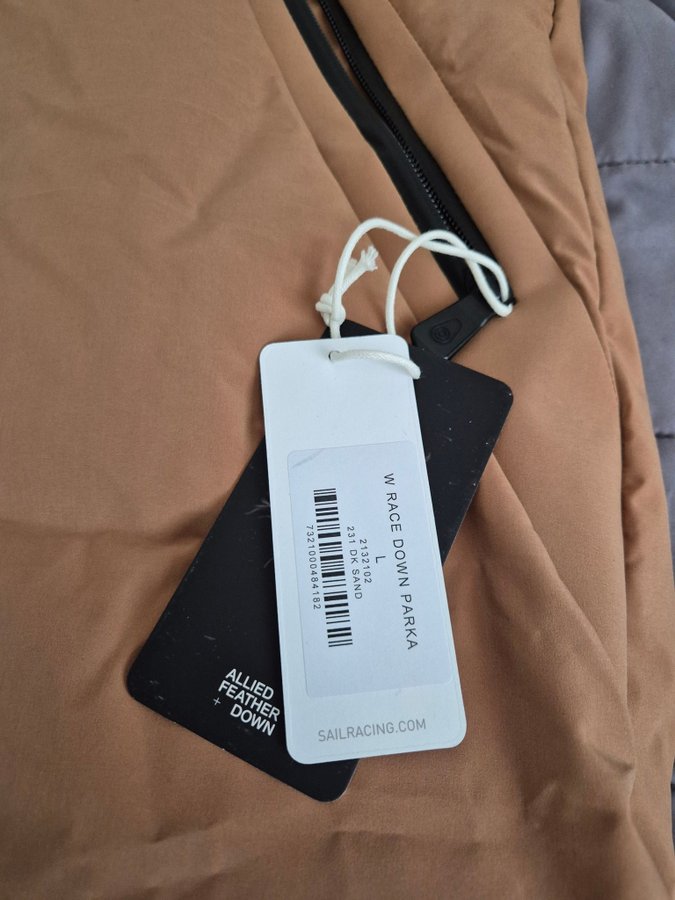 W RACE DOWN PARKA
L
2132102
231 DK SAND
7321000484182
SAILRACING.COM
ALLIED
FEATHER
+ DOWN